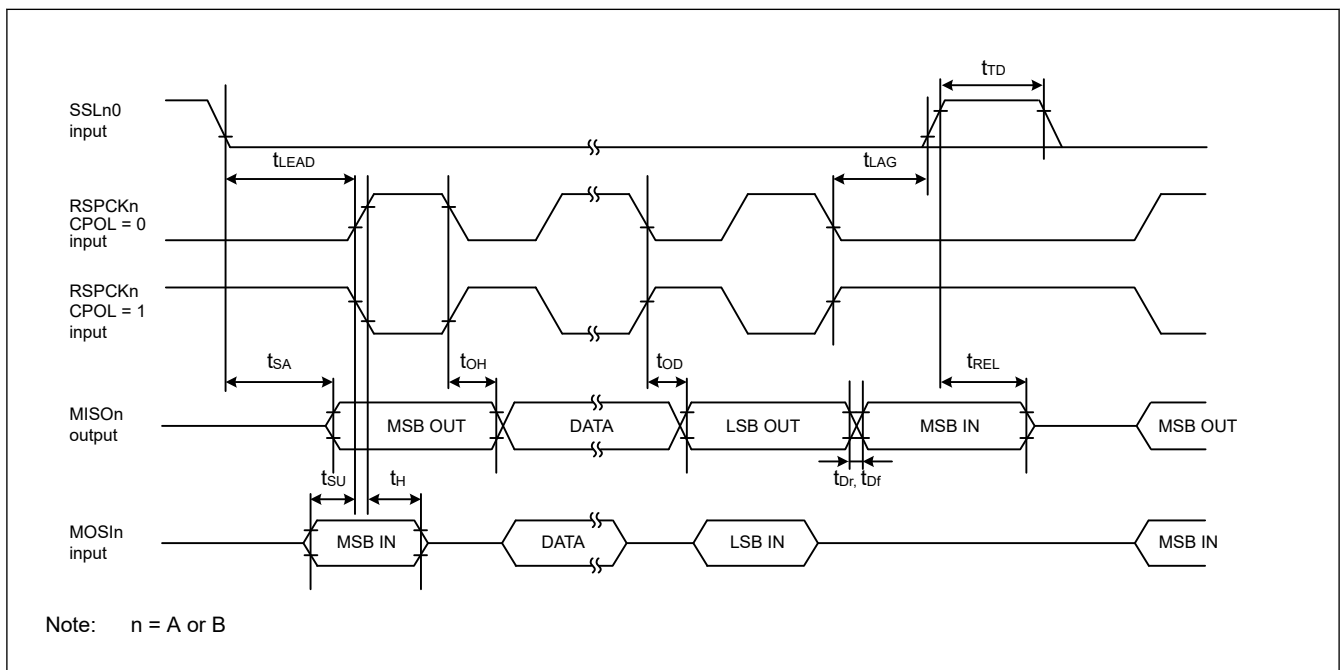 tTD
SSLn0
input
tLEAD
tLAG
RSPCKn
CPOL = 0
input
RSPCKn
CPOL = 1
input
tSA
tOH
tOD
tREL
MISOn
output
MSB OUT
DATA
LSB OUT
MSB IN
MSB OUT
tSU
tH
tDr, tDf
MOSIn
input
MSB IN
DATA
LSB IN
MSB IN
Note: n = A or B